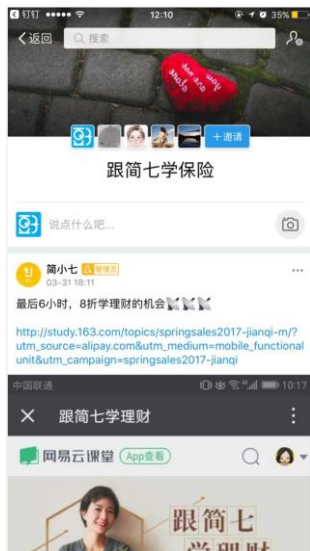 钉钉 12:10 35%
返回 搜索
+邀请
跟简七学保险
说点什么吧...
简小七 管理员
03-31 18:11
最后6小时，8折学理财的机会
http://study.163.com/topics/springsales2017-jianqi-m/?
utm_source=alipay.com&utm_medium=mobile_functional
unit&utm_campaign=springsales2017-jianqi
中国联通 10:17
跟简七学理财
网易云课堂 App查看
跟简七
学理财